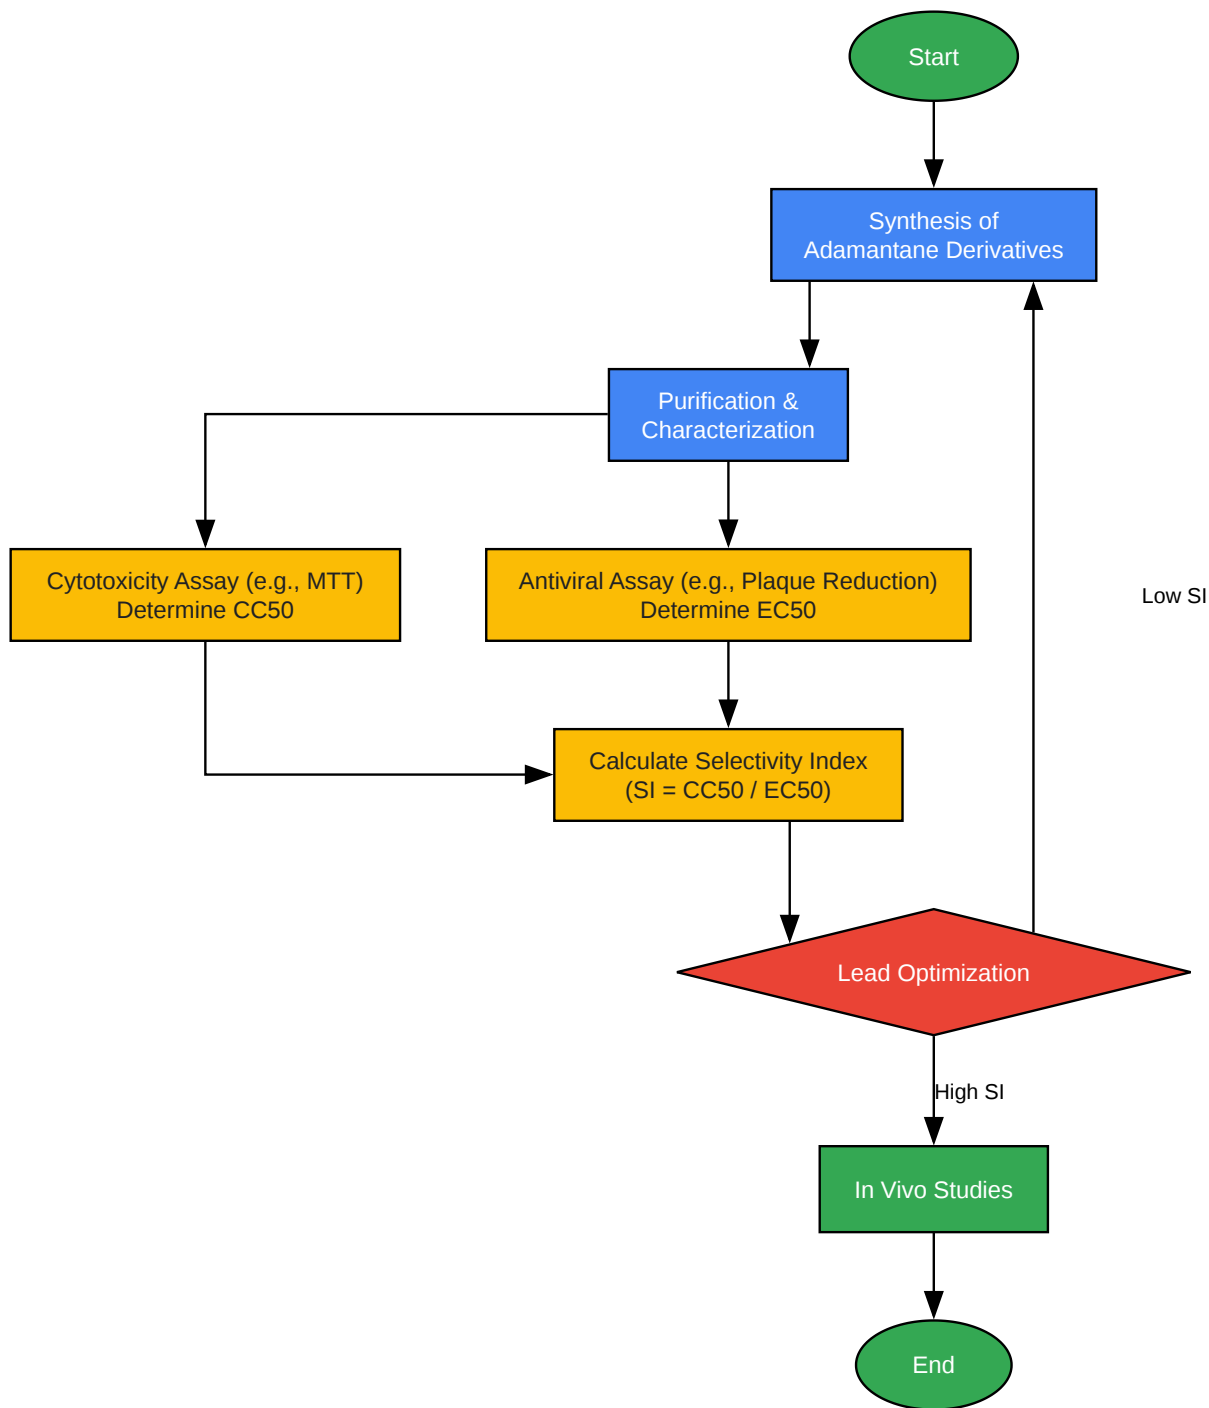 Start
Synthesis of
Adamantane Derivatives
Purification &
Characterization
Cytotoxicity Assay (e.g., MTT)
Determine CC50
Antiviral Assay (e.g., Plaque Reduction)
Determine EC50
Low SI
Calculate Selectivity Index
(SI = CC50 / EC50)
Lead Optimization
High SI
In Vivo Studies
End